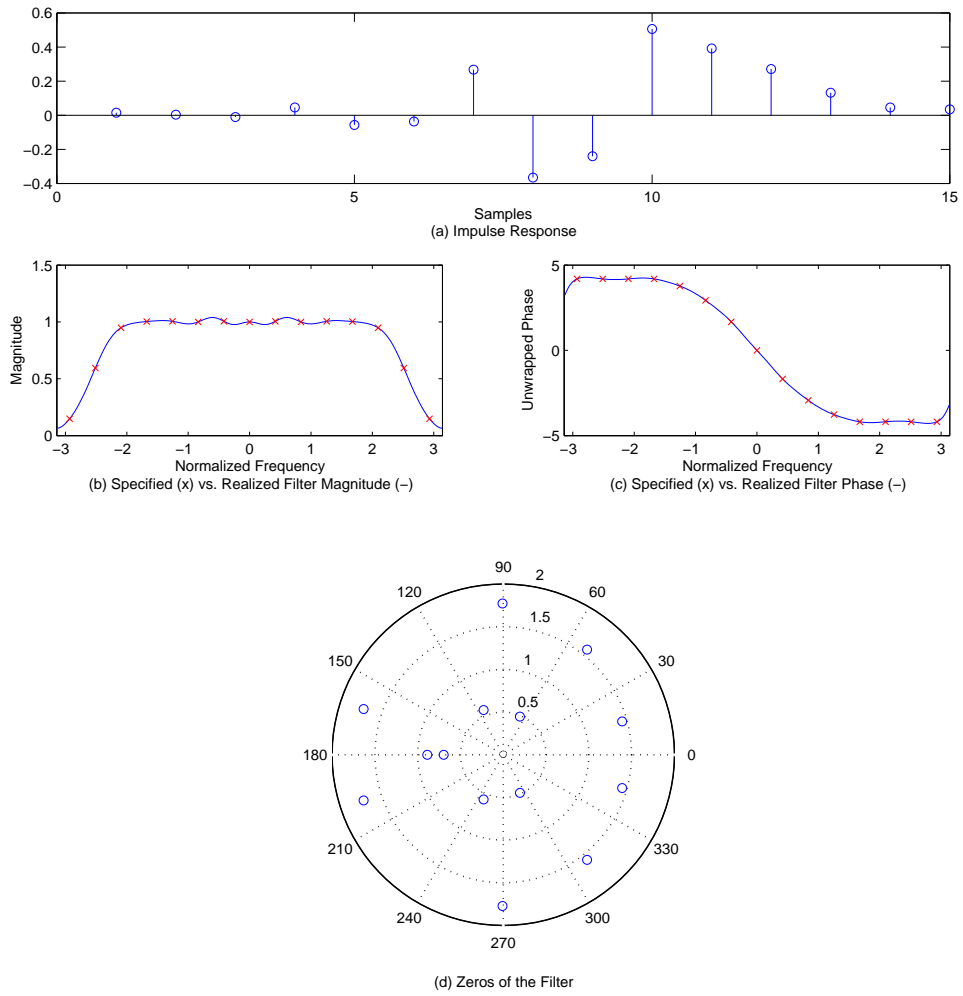 0.6
0.4
0.2
0
−0.2
−0.4
0 5 10 15
Samples
(a) Impulse Response
1.5
1
0.5
0
Magnitude
−3 −2 −1 0 1 2 3
Normalized Frequency
(b) Specified (x) vs. Realized Filter Magnitude (−)
5
0
−5
Unwrapped Phase
−3 −2 −1 0 1 2 3
Normalized Frequency
(c) Specified (x) vs. Realized Filter Phase (−)
90
2
120
60
1.5
150
1
30
0.5
180
0
210
330
240
300
270
(d) Zeros of the Filter